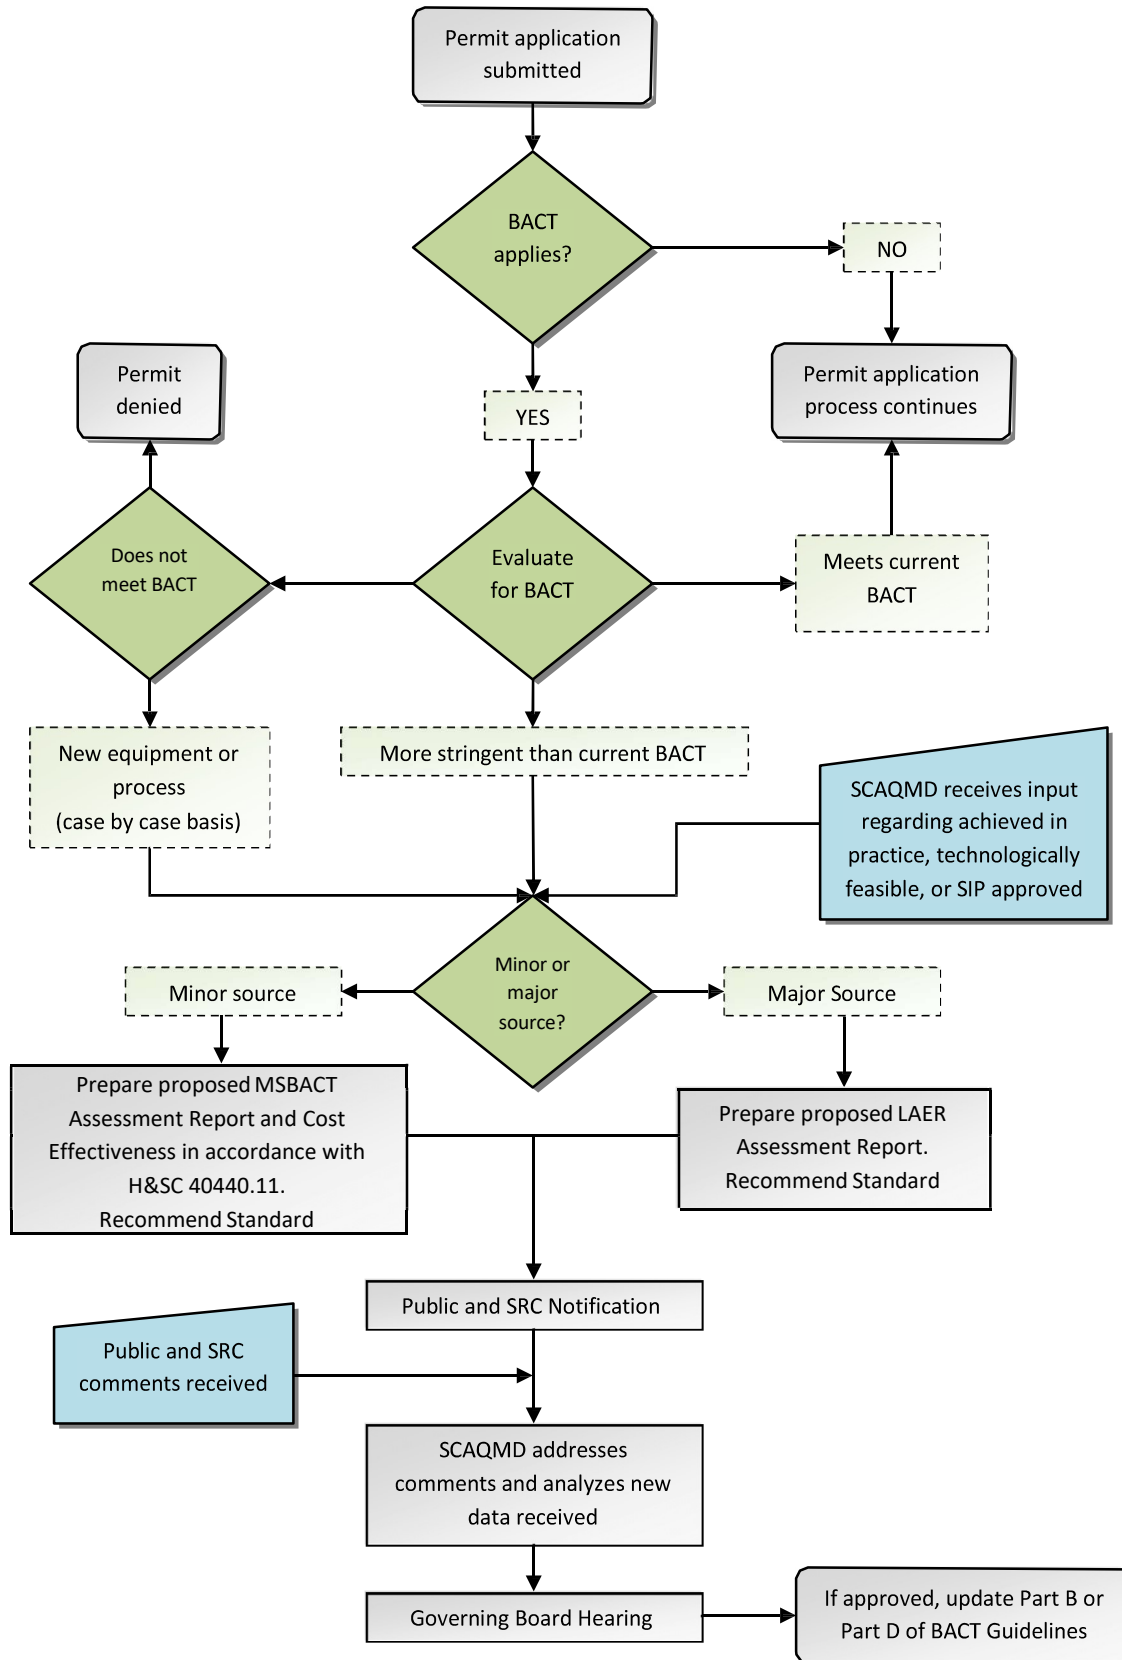 Permit application
submitted
BACT
applies?
NO
Permit
denied
YES
Permit application
process continues
Does not
meet BACT
Evaluate
for BACT
Meets current
BACT
New equipment or
process
(case by case basis)
More stringent than current BACT
SCAQMD receives input
regarding achieved in
practice, technologically
feasible, or SIP approved
Minor source
Minor or
major
source?
Major Source
Prepare proposed MSBACT
Assessment Report and Cost
Effectiveness in accordance with
H&SC 40440.11.
Recommend Standard
Prepare proposed LAER
Assessment Report.
Recommend Standard
Public and SRC Notification
Public and SRC
comments received
SCAQMD addresses
comments and analyzes new
data received
Governing Board Hearing
If approved, update Part B or
Part D of BACT Guidelines